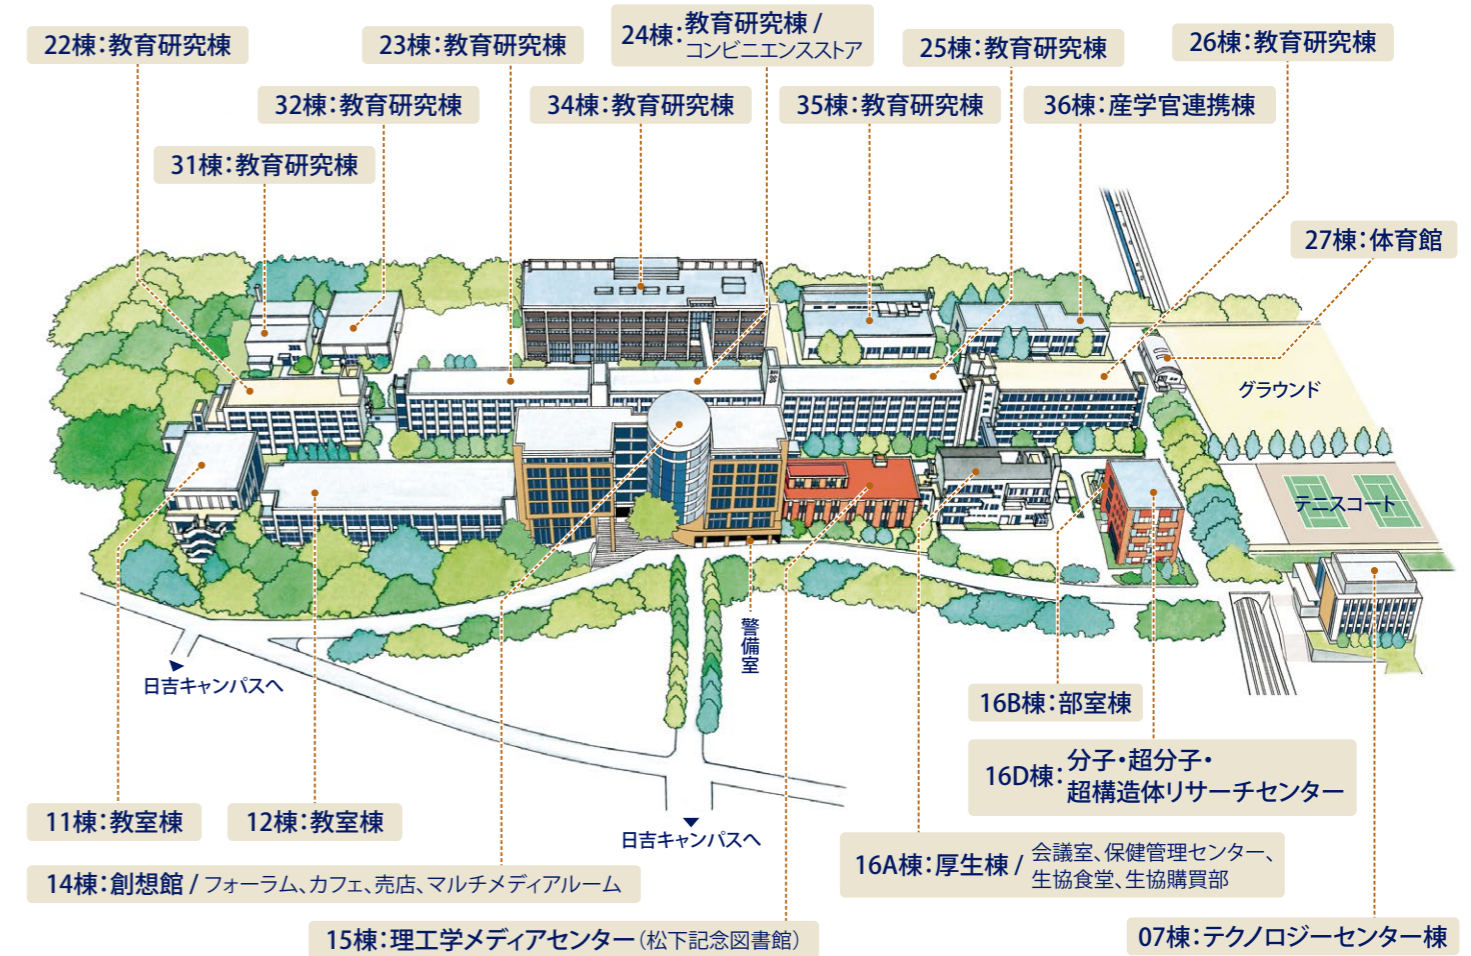 22棟：教育研究棟
23棟：教育研究棟
24棟：教育研究棟 /
コンビニエンスストア
25棟：教育研究棟
26棟：教育研究棟
32棟：教育研究棟
34棟：教育研究棟
35棟：教育研究棟
36棟：産学官連携棟
31棟：教育研究棟
27棟：体育館
グラウンド
テニスコート
警備室
日吉キャンパスへ
16B棟：部室棟
16D棟：分子・超分子・
超構造体リサーチセンター
11棟：教室棟
12棟：教室棟
日吉キャンパスへ
16A棟：厚生棟 / 会議室、保健管理センター、
生協食堂、生協購買部
14棟：創想館 / フォーラム、カフェ、売店、マルチメディアルーム
15棟：理工学メディアセンター（松下記念図書館）
07棟：テクノロジーセンター棟